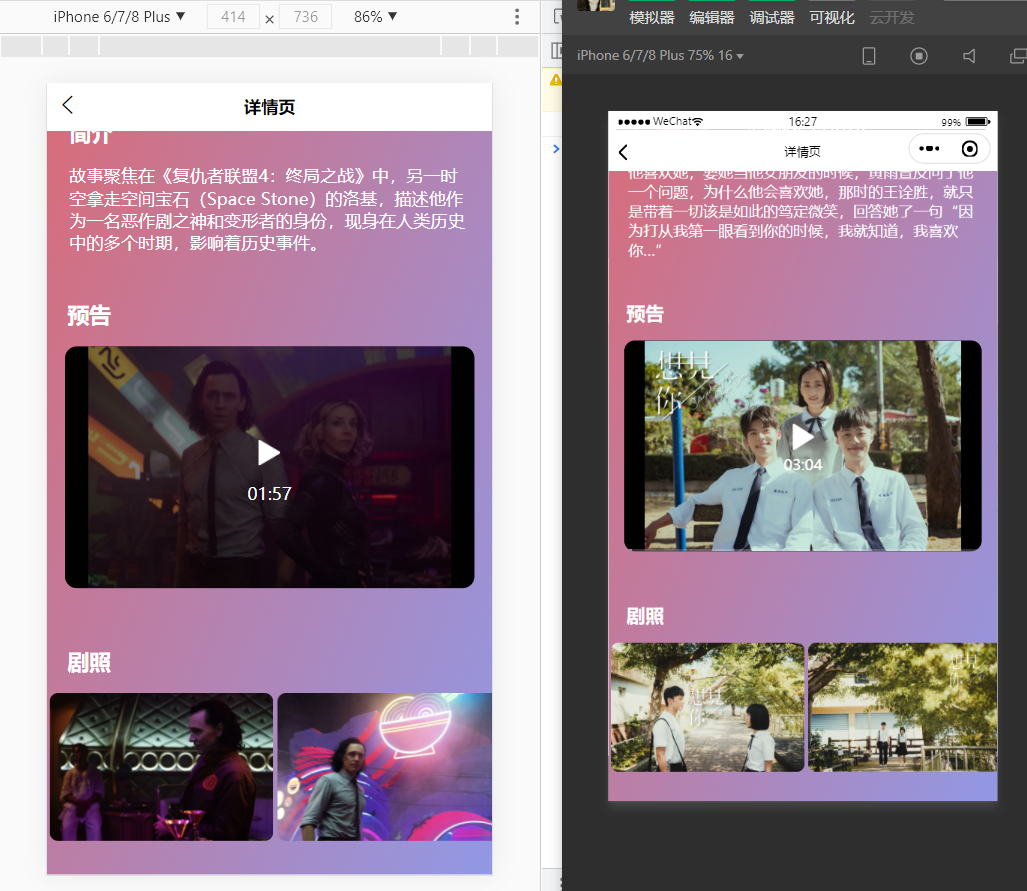 iPhone 6/7/8 Plus ▼ 414 × 736 86% ▼
详情页
简介
故事聚焦在《复仇者联盟4：终局之战》中，另一时
空拿走空间宝石（Space Stone）的洛基，描述他作
为一名恶作剧之神和变形者的身份，现身在人类历史
中的多个时期，影响着历史事件。
预告
01:57
剧照
模拟器 编辑器 调试器 可视化 云开发
iPhone 6/7/8 Plus 75% 16
WeChat 16:27 99%
详情页
他喜欢她，要她当他女朋友的时候，黄雨萱反问了他
一个问题，为什么他会喜欢她，那时的王诠胜，就只
是带着一切该是如此的笃定微笑，回答她了一句“因
为打从我第一眼看到你的时候，我就知道，我喜欢
你...”
预告
想见
你
03:04
剧照
想见
你
想见
你